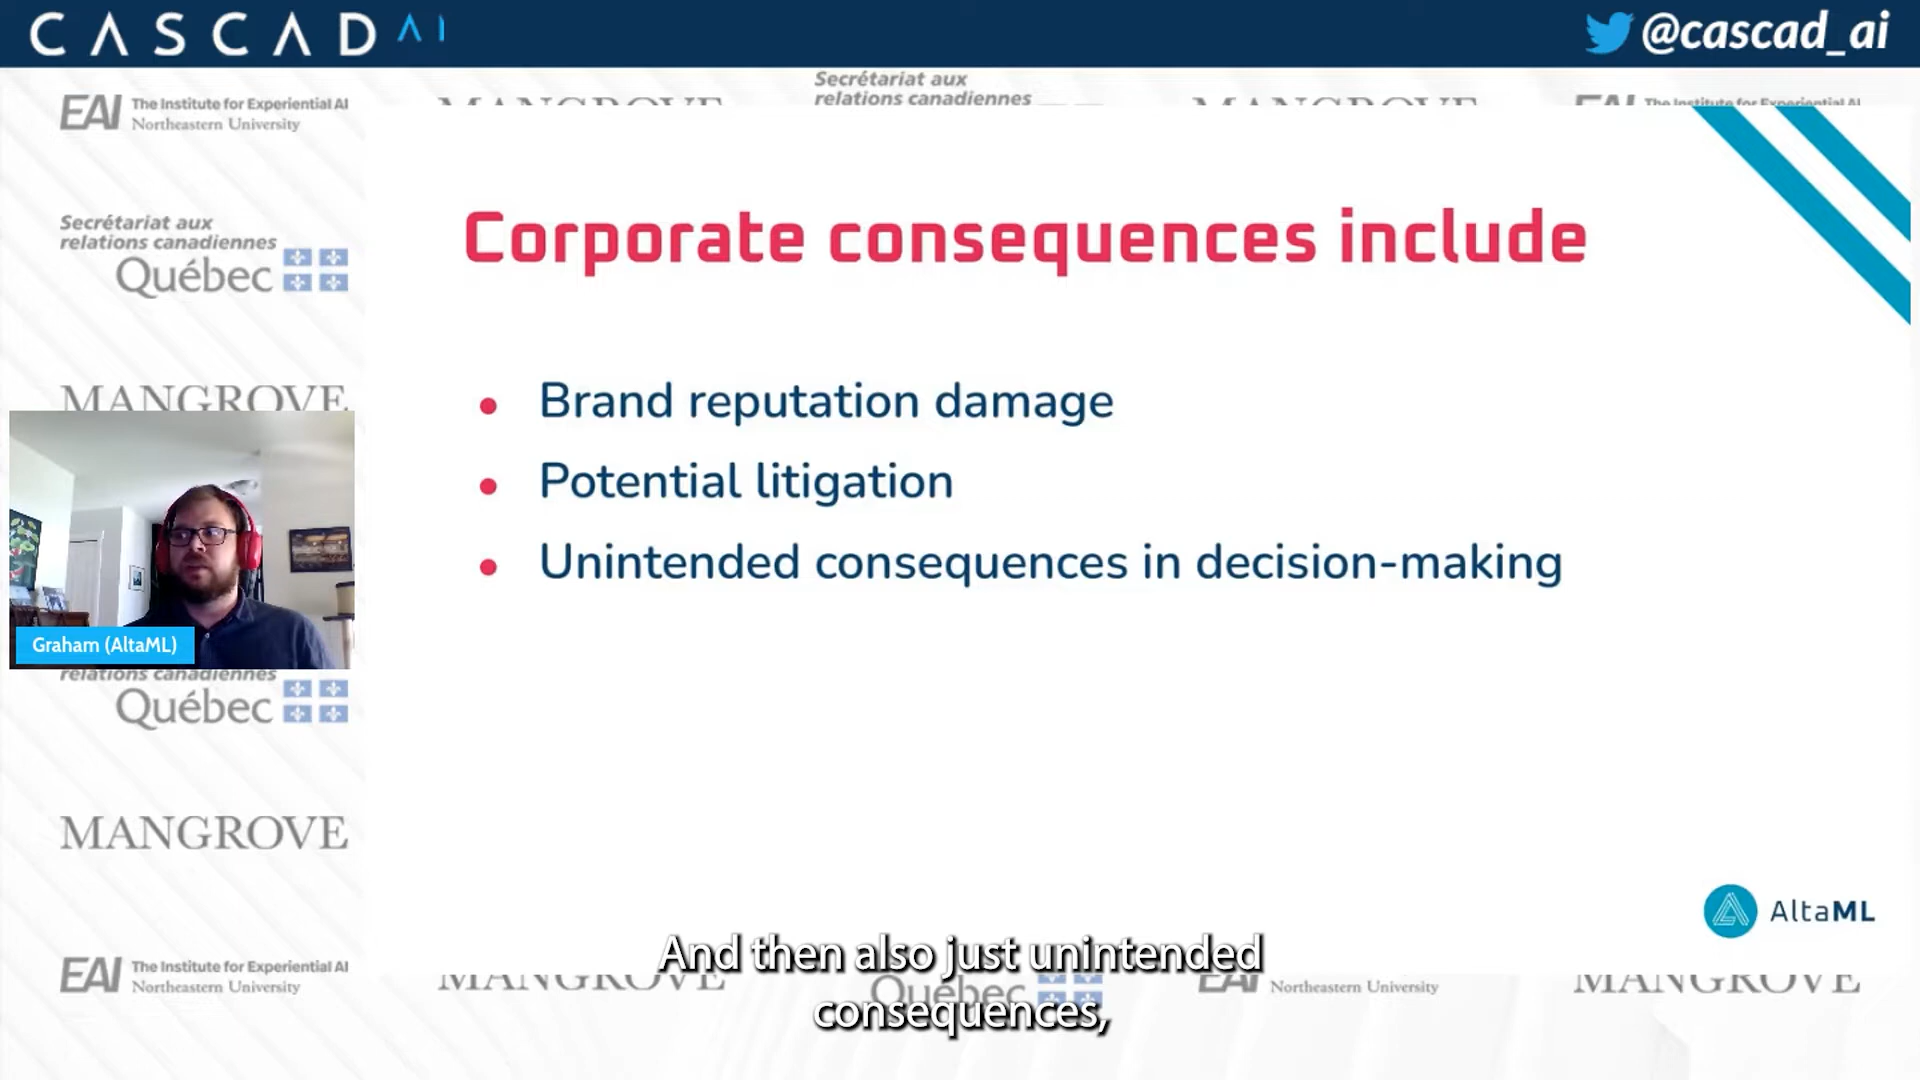 CASCADAI
@cascad_ai
Secrétariat aux
relations canadiennes
EAI The Institute for Experiential AI
Northeastern University
MANGROVE
MANGROVE
EAI The Institute for Experiential AI
Secrétariat aux
relations canadiennes
Québec
MANGROVE
Corporate consequences include
• Brand reputation damage
• Potential litigation
• Unintended consequences in decision-making
Graham (AltaML)
relations canadiennes
Québec
MANGROVE
AltaML
EAI The Institute for Experiential AI
Northeastern University
MANGROVE
Québec
EAI Northeastern University
MANGROVE
And then also just unintended
consequences,